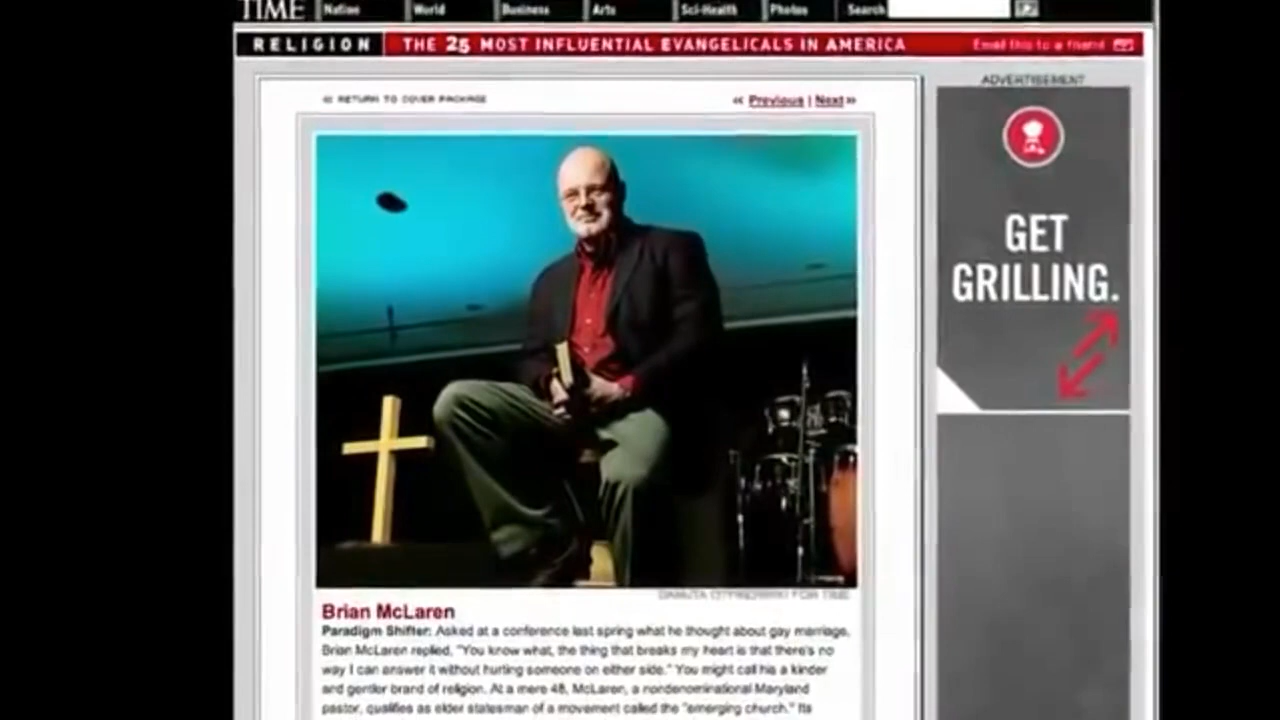 TIME Nation World Business Arts Sci-Health Photos Search
RELIGION THE 25 MOST INFLUENTIAL EVANGELICALS IN AMERICA Email this to a friend
ADVERTISEMENT
« RETURN TO COVER PACKAGE « Previous | Next »
GET
GRILLING.
FOR TIME
Brian McLaren
Paradigm Shifter: Asked at a conference last spring what he thought about gay marriage,
Brian McLaren replied, "You know what, the thing that breaks my heart is that there's no
way I can answer it without hurting someone on either side." You might call his a kinder
and gentler brand of religion. At a mere 48, McLaren, a nondenominational Maryland
pastor, qualifies as elder statesman of a movement called the "emerging church." Its